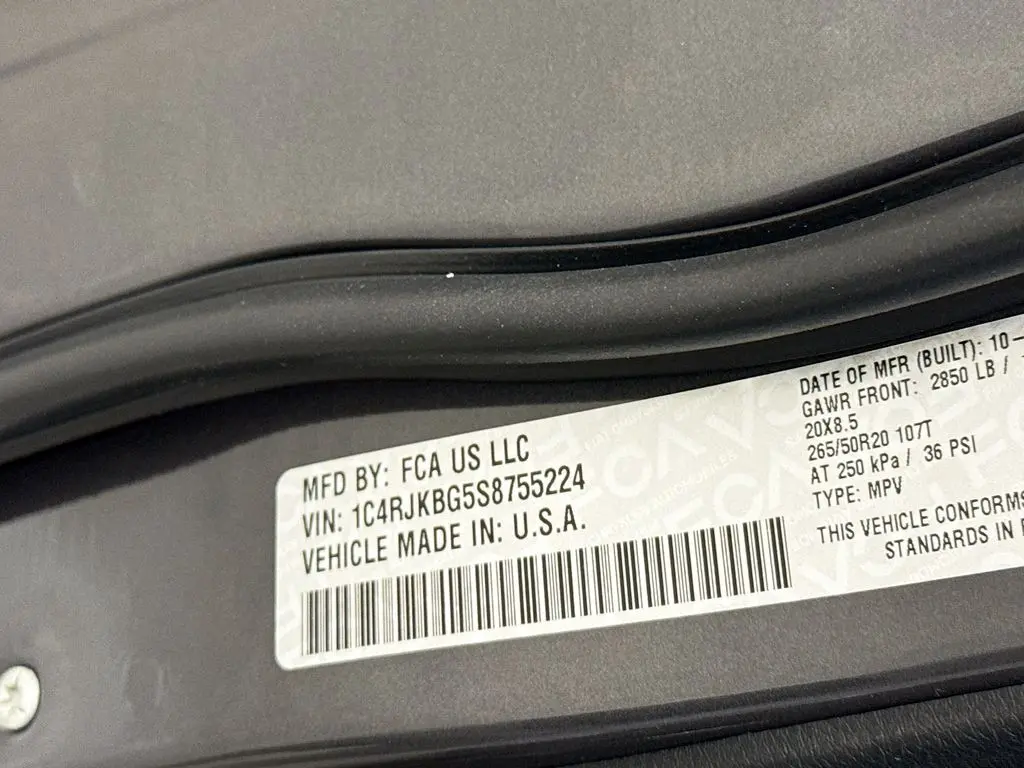 MFD BY: FCA US LLC
VIN: 1C4RJKBG5S8755224
VEHICLE MADE IN: U.S.A.
DATE OF MFR (BUILT): 10-
GAWR FRONT: 2850 LB /
20X8.5
265/50R20 107T
AT 250 kPa / 36 PSI
TYPE: MPV
THIS VEHICLE CONFORMS
STANDARDS IN